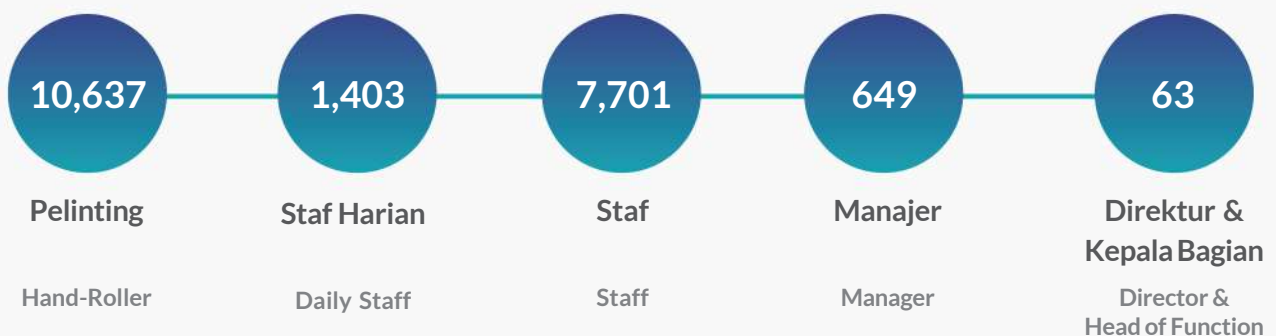 10,637
1,403
7,701
649
63
Pelinting
Staf Harian
Staf
Manajer
Direktur &
Kepala Bagian
Hand-Roller
Daily Staff
Staff
Manager
Director &
Head of Function